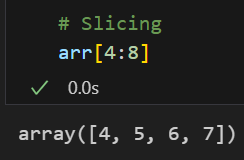 # Slicing
arr[4:8]
0.0s
array([4, 5, 6, 7])